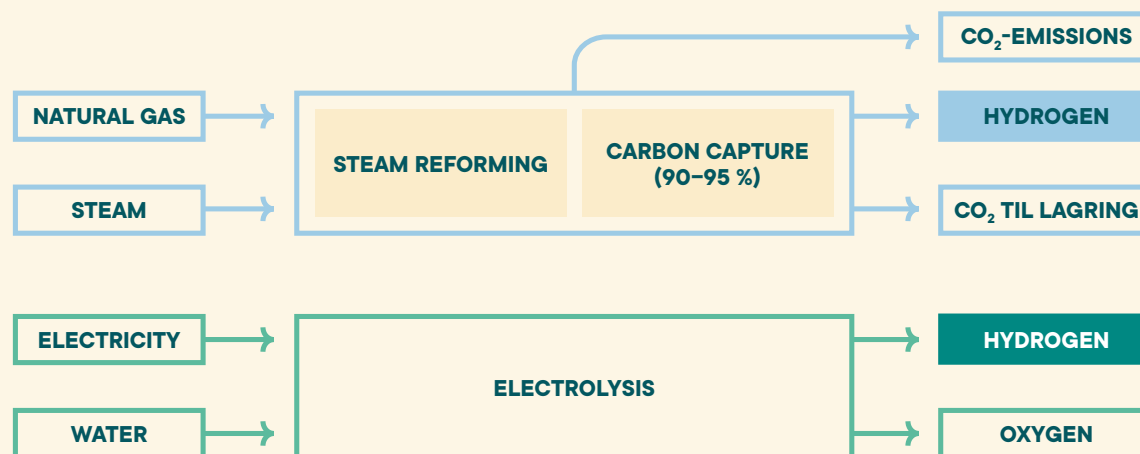 CO₂-EMISSIONS
NATURAL GAS
HYDROGEN
STEAM REFORMING
CARBON CAPTURE
(90–95 %)
STEAM
CO₂ TIL LAGRING
ELECTRICITY
HYDROGEN
ELECTROLYSIS
WATER
OXYGEN